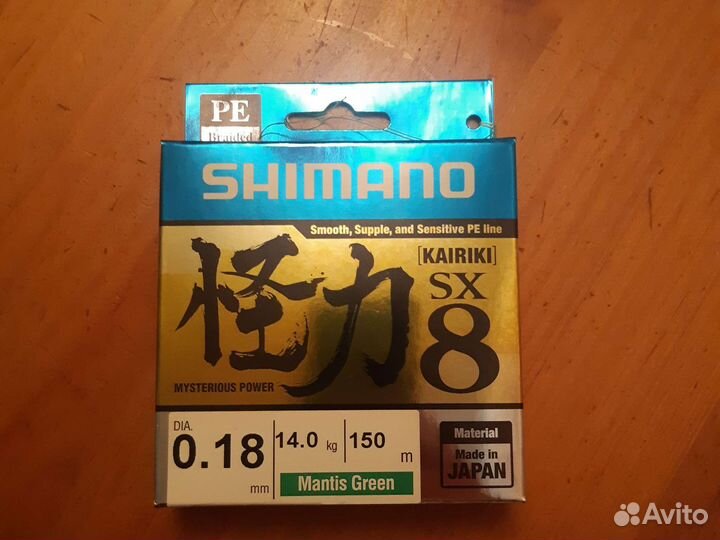 PE
Braided
SHIMANO
Smooth, Supple, and Sensitive PE line
[KAIRIKI]
怪力
SX
8
MYSTERIOUS POWER
DIA.
0.18 mm
14.0 kg
150 m
Mantis Green
Material
Made in
JAPAN
Avito